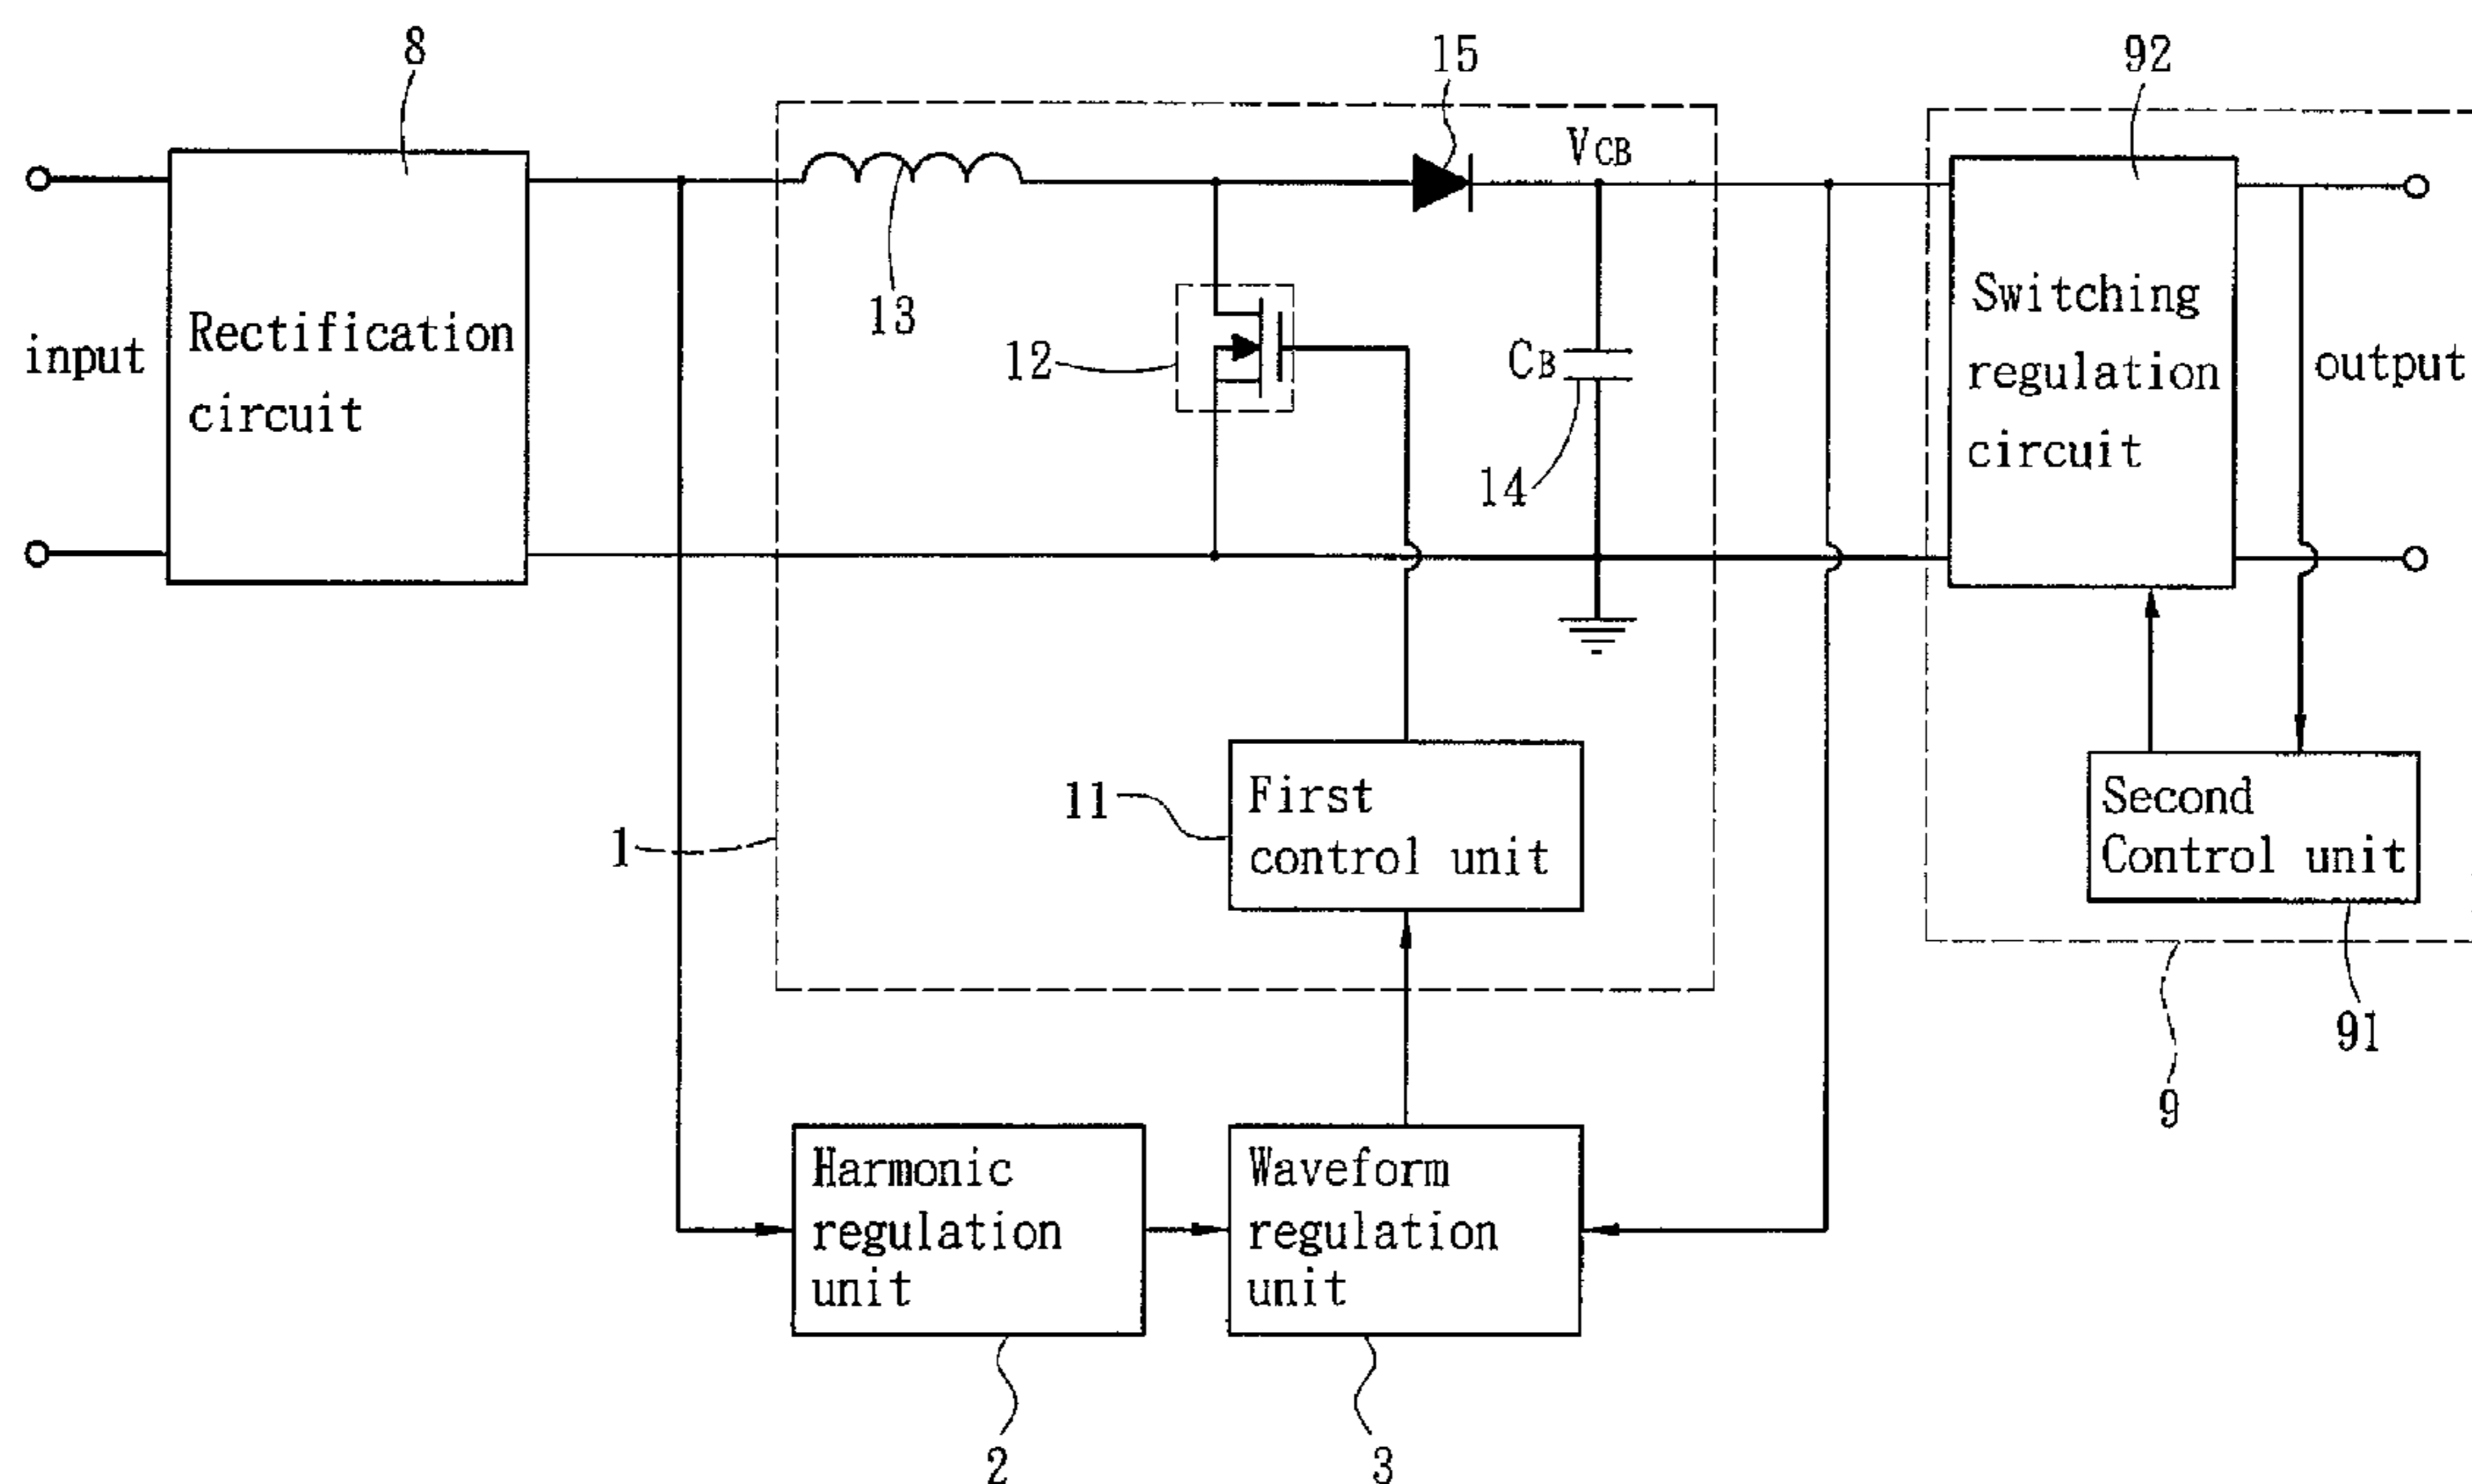 8
15
92
VCB
13
input
Rectification
circuit
12
CB
14
Switching
regulation
circuit
output
11
First
control unit
1
Second
Control unit
91
9
Harmonic
regulation
unit
Waveform
regulation
unit
2
3